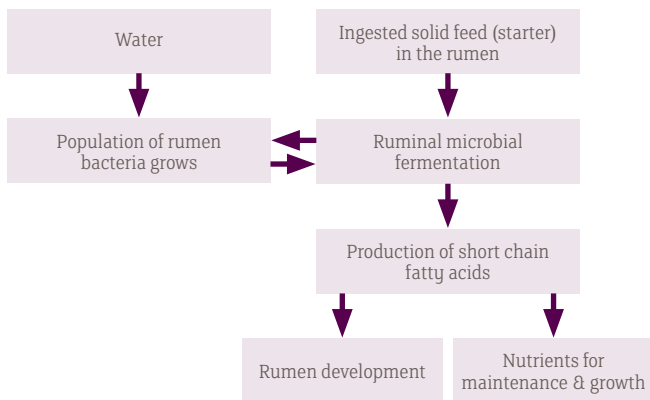 Water
Ingested solid feed (starter)
in the rumen
Population of rumen
bacteria grows
Ruminal microbial
fermentation
Production of short chain
fatty acids
Rumen development
Nutrients for
maintenance & growth